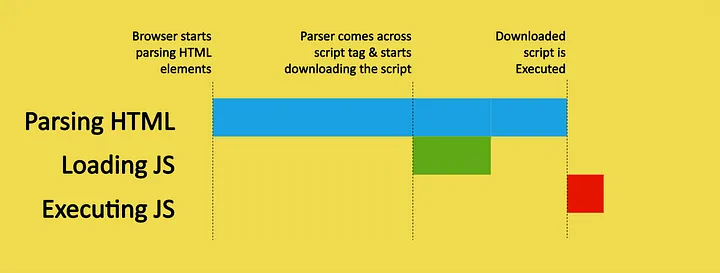 Browser starts
parsing HTML
elements
Parser comes across
script tag & starts
downloading the script
Downloaded
script is
Executed
Parsing HTML
Loading JS
Executing JS